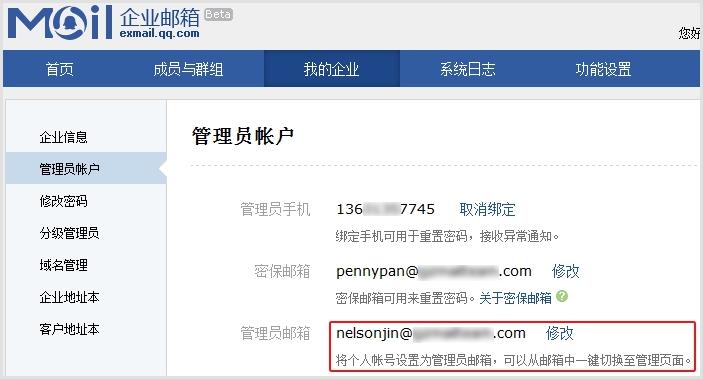 Mail 企业邮箱 Beta
exmail.qq.com
您好
首页 成员与群组 我的企业 系统日志 功能设置
企业信息
管理员帐户
修改密码
分级管理员
域名管理
企业地址本
客户地址本
管理员帐户
管理员手机 136 7745 取消绑定
绑定手机可用于重置密码，接收异常通知。
密保邮箱 pennypan@ .com 修改
密保邮箱可用来重置密码。关于密保邮箱 ?
管理员邮箱 nelsonjin@ .com 修改
将个人帐号设置为管理员邮箱，可以从邮箱中一键切换至管理页面。